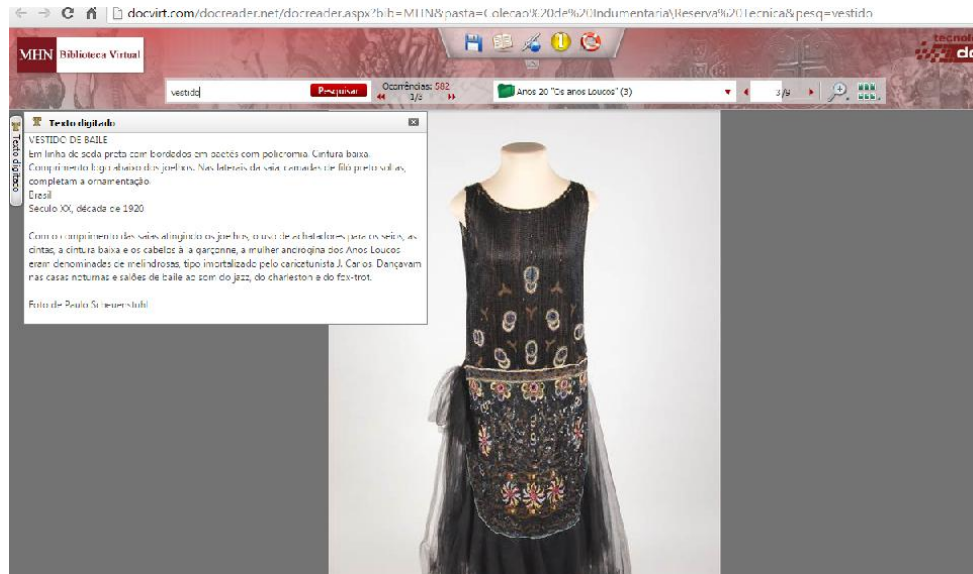 docvirt.com/docreader.net/docreader.aspx?bib=MHN&pasta=Colecao%20de%20Indumentaria\Reserva%20Tecnica&pesq=vestido
MHN Biblioteca Virtual
tecnolo
vestido Pesquisar Ocorrências: 582 1/3 Anos 20 "Os anos Loucos" (3) 3/9
Texto digitado
Texto digitado
VESTIDO DE BAILE
Em linha de seda preta com bordados em paetês com policromia. Cintura baixa.
Comprimento logo abaixo dos joelhos. Nas laterais da saia, camadas de filó preto soltas,
completam a ornamentação.
Brasil
Século XX, década de 1920
Com o comprimento das saias atingindo os joelhos, o uso de achatadores para os seios, as
cintas, a cintura baixa e os cabelos à la garçonne, a mulher androgina dos Anos Loucos
eram denominadas de melindrosas, tipo imortalizado pelo caricaturista J. Carlos. Dançavam
nas casas noturnas e salões de baile ao som do jazz, do charleston e do fox-trot.
Foto de Paulo Scheuenstuhl